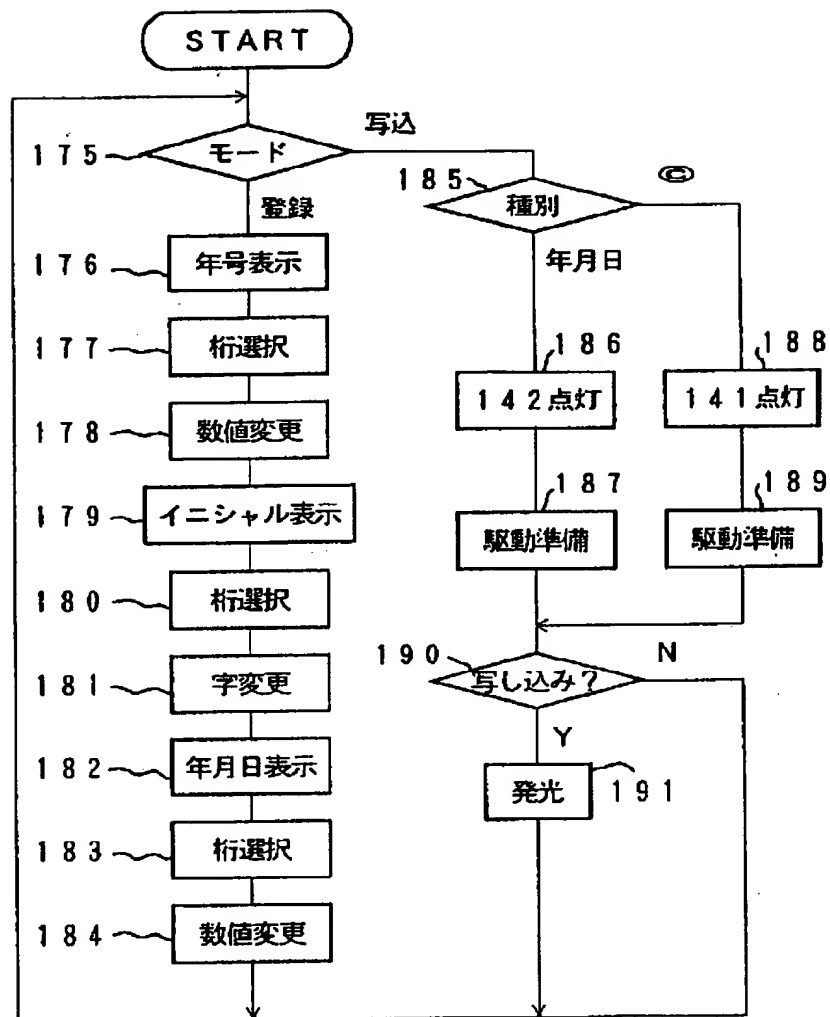 START
写込
175 モード
185 種別 ©
登録
176 年号表示
年月日
177 桁選択
186
188
142点灯
141点灯
178 数値変更
187
189
179 イニシャル表示
駆動準備
駆動準備
180 桁選択
190 写し込み? N
181 字変更
Y
182 年月日表示
発光 191
183 桁選択
184 数値変更